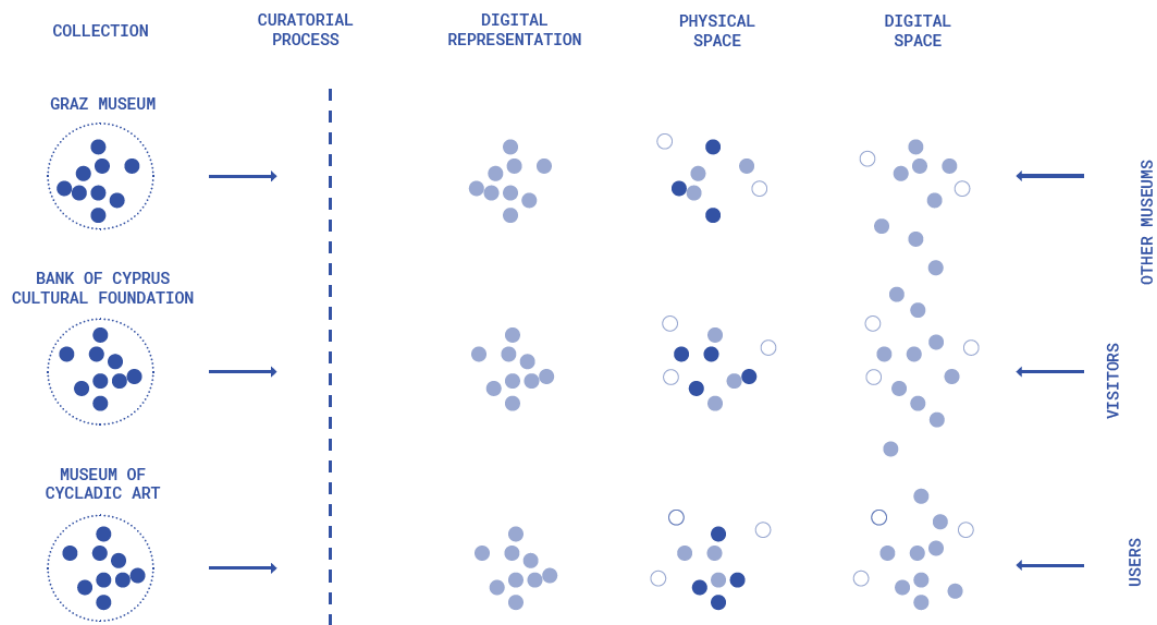 COLLECTION
CURATORIAL
PROCESS
DIGITAL
REPRESENTATION
PHYSICAL
SPACE
DIGITAL
SPACE
GRAZ MUSEUM
BANK OF CYPRUS
CULTURAL FOUNDATION
MUSEUM OF
CYCLADIC ART
OTHER MUSEUMS
VISITORS
USERS